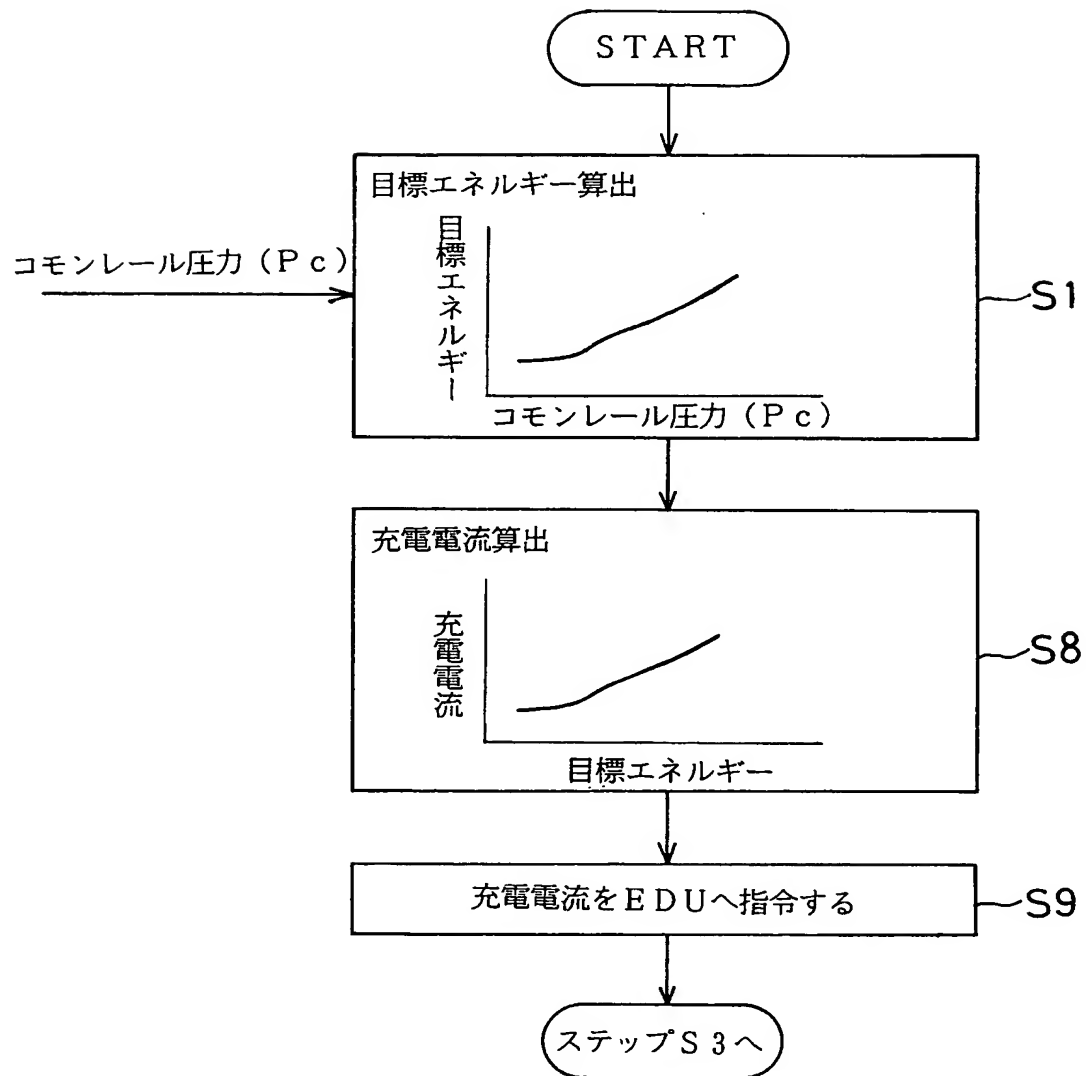 START
目標エネルギー算出
目標エネルギー
コモンレール圧力(Pc)
コモンレール圧力(Pc)
S1
充電電流算出
充電電流
目標エネルギー
S8
充電電流をEDUへ指令する
S9
ステップS3へ